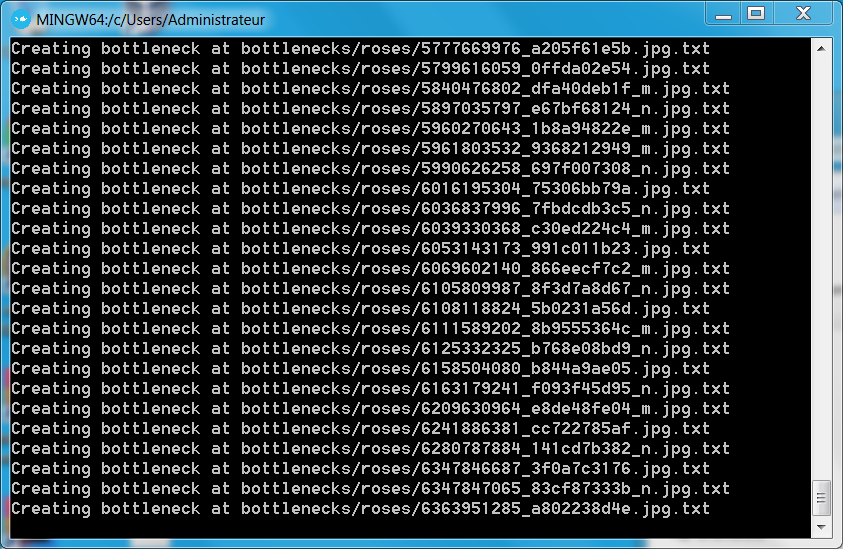 MINGW64:/c/Users/Administrateur
Creating bottleneck at bottlenecks/roses/5777669976_a205f61e5b.jpg.txt
Creating bottleneck at bottlenecks/roses/5799616059_0ffda02e54.jpg.txt
Creating bottleneck at bottlenecks/roses/5840476802_dfa40deb1f_m.jpg.txt
Creating bottleneck at bottlenecks/roses/5897035797_e67bf68124_n.jpg.txt
Creating bottleneck at bottlenecks/roses/5960270643_1b8a94822e_m.jpg.txt
Creating bottleneck at bottlenecks/roses/5961803532_9368212949_m.jpg.txt
Creating bottleneck at bottlenecks/roses/5990626258_697f007308_n.jpg.txt
Creating bottleneck at bottlenecks/roses/6016195304_75306bb79a.jpg.txt
Creating bottleneck at bottlenecks/roses/6036837996_7fbdcdb3c5_n.jpg.txt
Creating bottleneck at bottlenecks/roses/6039330368_c30ed224c4_m.jpg.txt
Creating bottleneck at bottlenecks/roses/6053143173_991c011b23.jpg.txt
Creating bottleneck at bottlenecks/roses/6069602140_866eecf7c2_m.jpg.txt
Creating bottleneck at bottlenecks/roses/6105809987_8f3d7a8d67_n.jpg.txt
Creating bottleneck at bottlenecks/roses/6108118824_5b0231a56d.jpg.txt
Creating bottleneck at bottlenecks/roses/6111589202_8b9555364c_m.jpg.txt
Creating bottleneck at bottlenecks/roses/6125332325_b768e08bd9_n.jpg.txt
Creating bottleneck at bottlenecks/roses/6158504080_b844a9ae05.jpg.txt
Creating bottleneck at bottlenecks/roses/6163179241_f093f45d95_n.jpg.txt
Creating bottleneck at bottlenecks/roses/6209630964_e8de48fe04_m.jpg.txt
Creating bottleneck at bottlenecks/roses/6241886381_cc722785af.jpg.txt
Creating bottleneck at bottlenecks/roses/6280787884_141cd7b382_n.jpg.txt
Creating bottleneck at bottlenecks/roses/6347846687_3f0a7c3176.jpg.txt
Creating bottleneck at bottlenecks/roses/6347847065_83cf87333b_n.jpg.txt
Creating bottleneck at bottlenecks/roses/6363951285_a802238d4e.jpg.txt